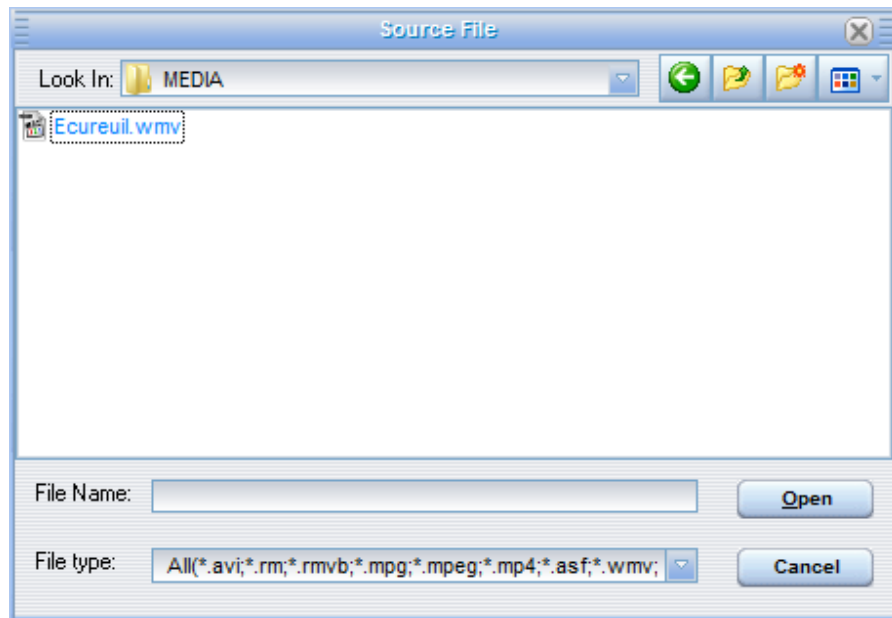 Source File
Look In: MEDIA
Ecureuil.wmv
File Name:
Open
File type: All(*.avi;*.rm;*.rmvb;*.mpg;*.mpeg;*.mp4;*.asf;*.wmv;
Cancel